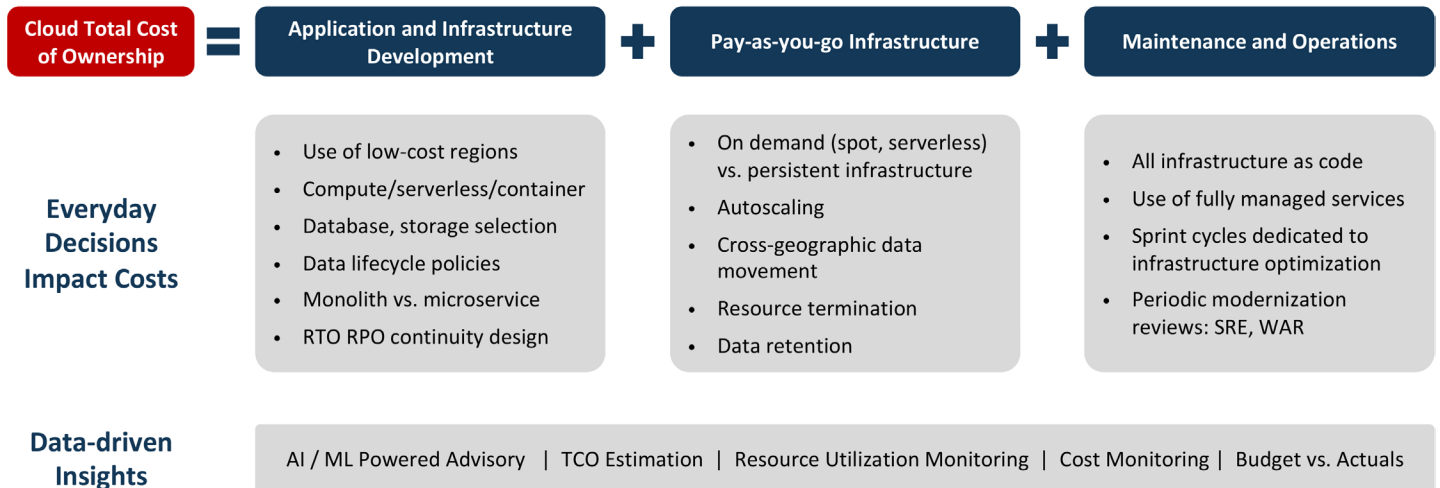 Cloud Total Cost
of Ownership
=
Application and Infrastructure
Development
+
Pay-as-you-go Infrastructure
+
Maintenance and Operations
Everyday
Decisions
Impact Costs
• Use of low-cost regions
• Compute/serverless/container
• Database, storage selection
• Data lifecycle policies
• Monolith vs. microservice
• RTO RPO continuity design
• On demand (spot, serverless)
vs. persistent infrastructure
• Autoscaling
• Cross-geographic data
movement
• Resource termination
• Data retention
• All infrastructure as code
• Use of fully managed services
• Sprint cycles dedicated to
infrastructure optimization
• Periodic modernization
reviews: SRE, WAR
Data-driven
Insights
AI / ML Powered Advisory | TCO Estimation | Resource Utilization Monitoring | Cost Monitoring | Budget vs. Actuals